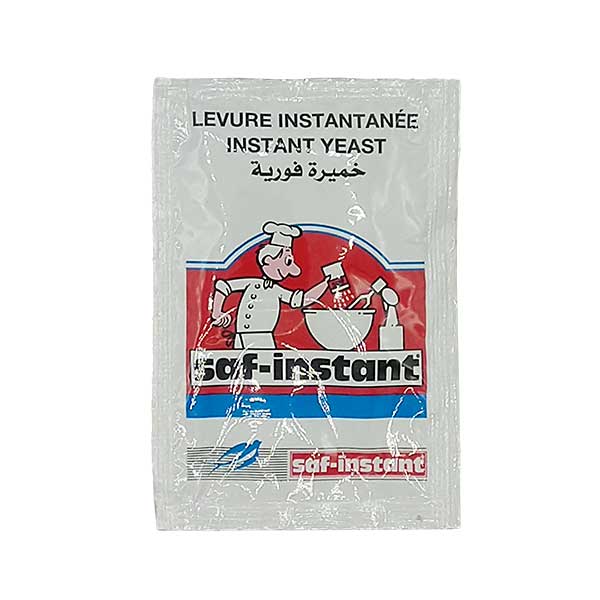 LEVURE INSTANTANÉE
INSTANT YEAST
خميرة فورية
saf-instant
saf-instant